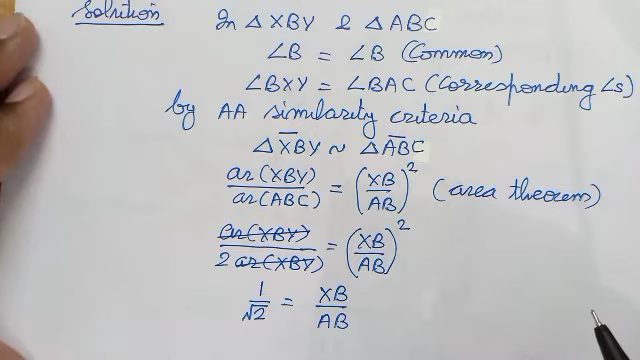 Solution In △XBY & △ABC
∠B = ∠B (Common)
∠BXY = ∠BAC (Corresponding ∠s)
by AA similarity criteria
△XBY ~ △ABC
ar(XBY)/ar(ABC) = (XB/AB)² (area theorem)
ar(XBY)/2 ar(XBY) = (XB/AB)²
1/√2 = XB/AB